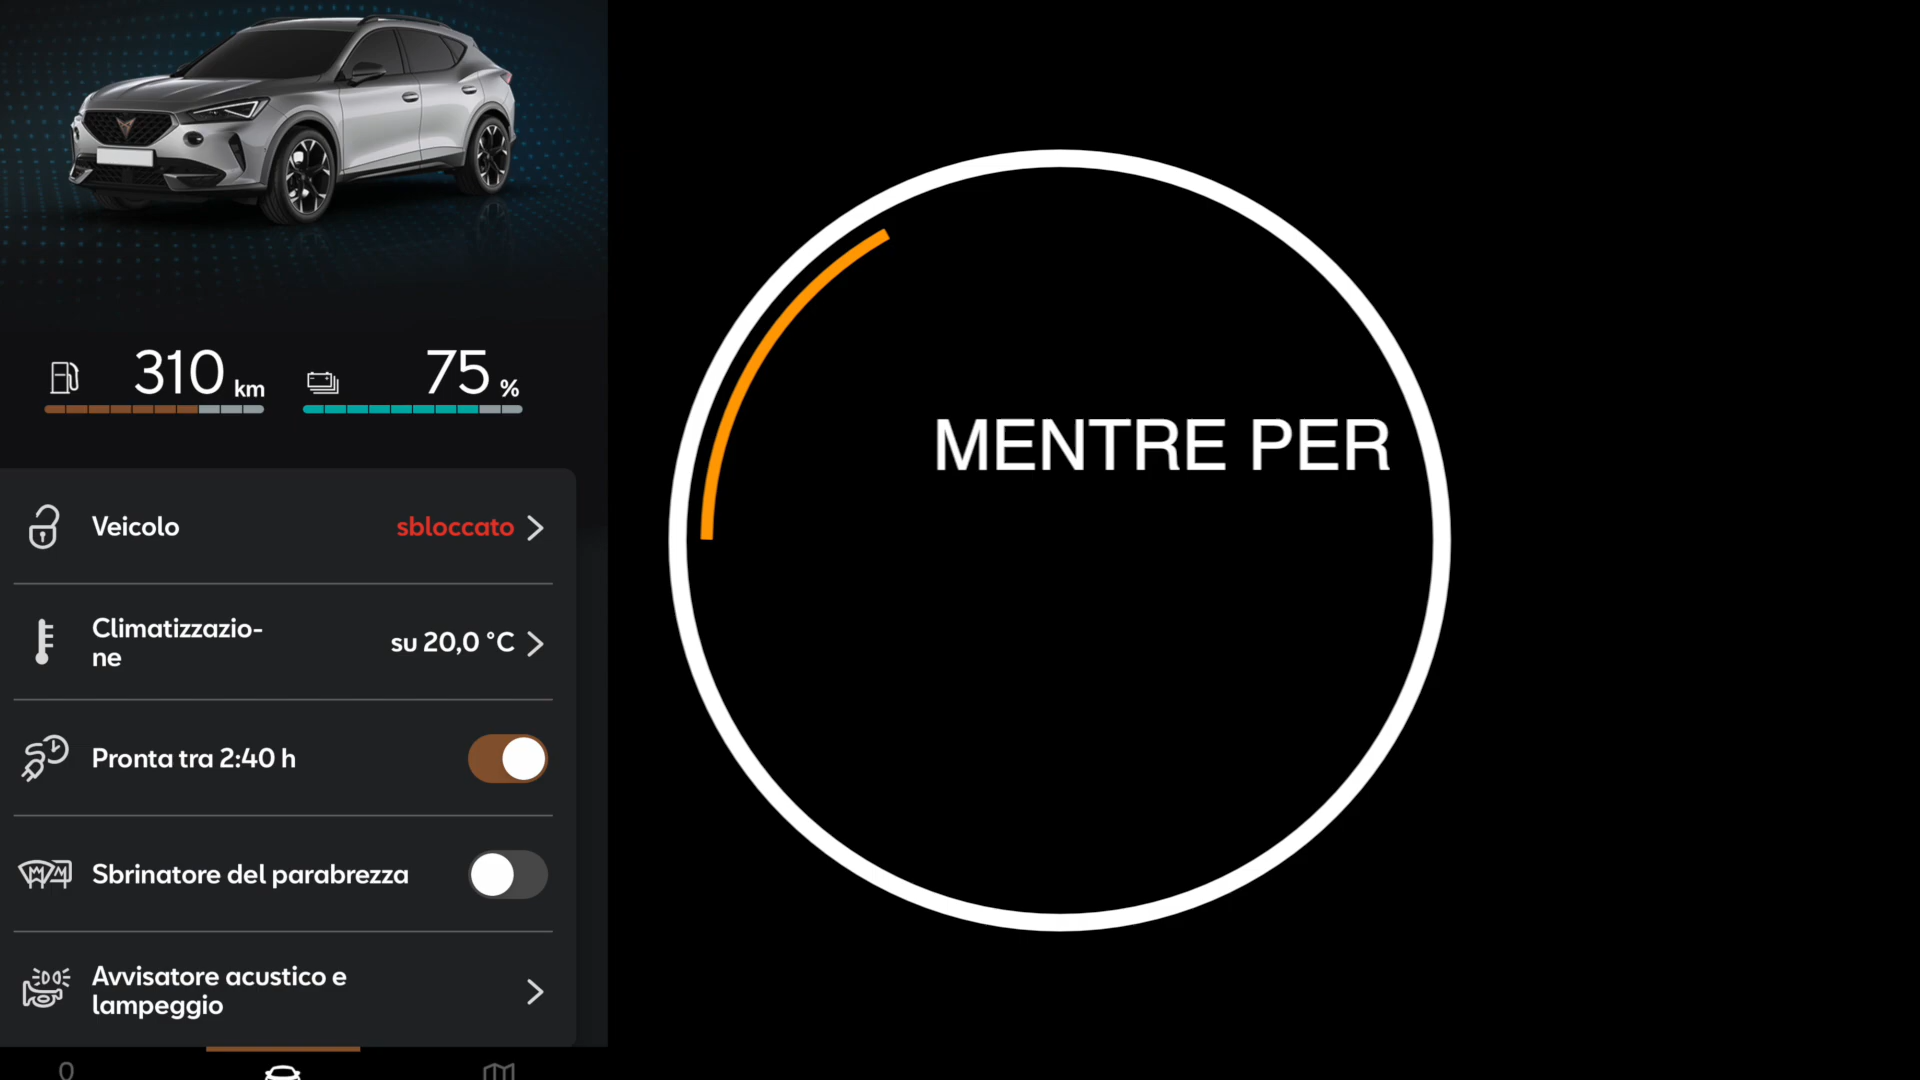 310 km
75 %
Veicolo
sbloccato
Climatizzazio-
ne
su 20,0 °C
Pronta tra 2:40 h
Sbrinatore del parabrezza
Avvisatore acustico e
lampeggio
MENTRE PER